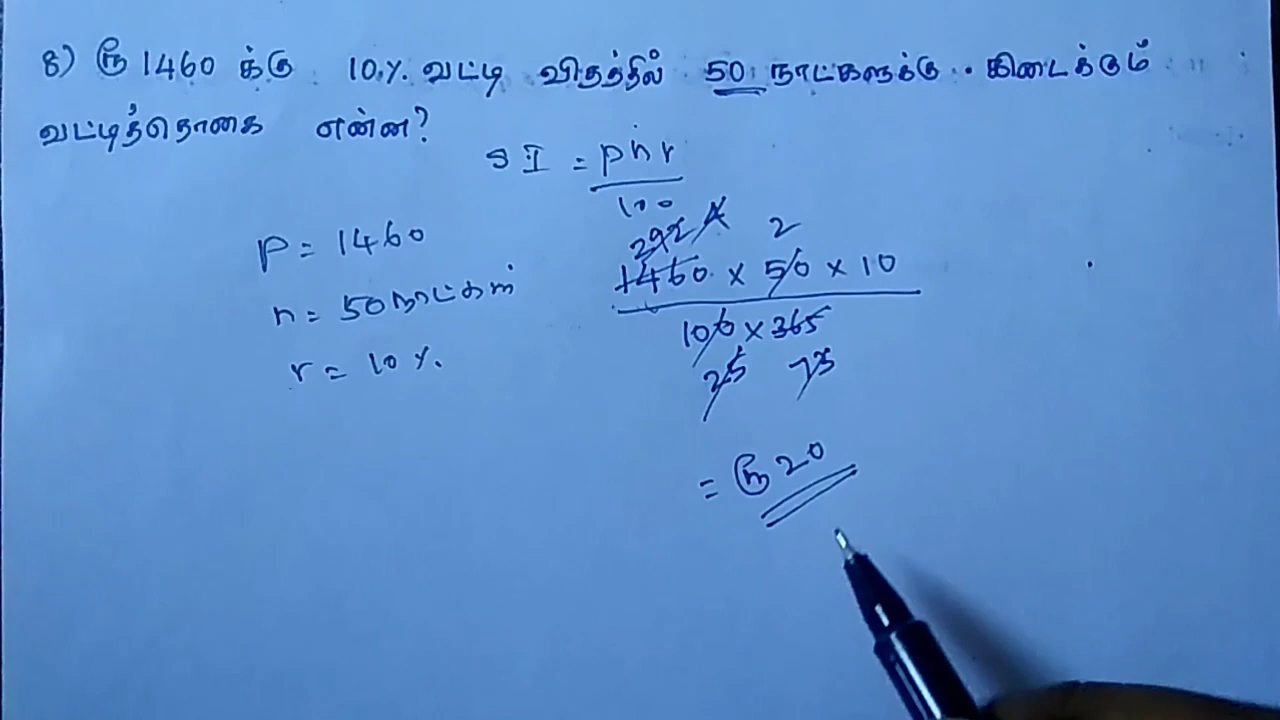 8) ரூ 1460 க்கு 10% வட்டி விதத்தில் 50 நாட்களுக்கு . கிடைக்கும்
வட்டித்தொகை என்ன?
SI = pnr
100
P = 1460
n = 50 நாட்கள்
r = 10 %
292 4 2
1460 x 50 x 10
100 x 365
25 73
= ரூ 20